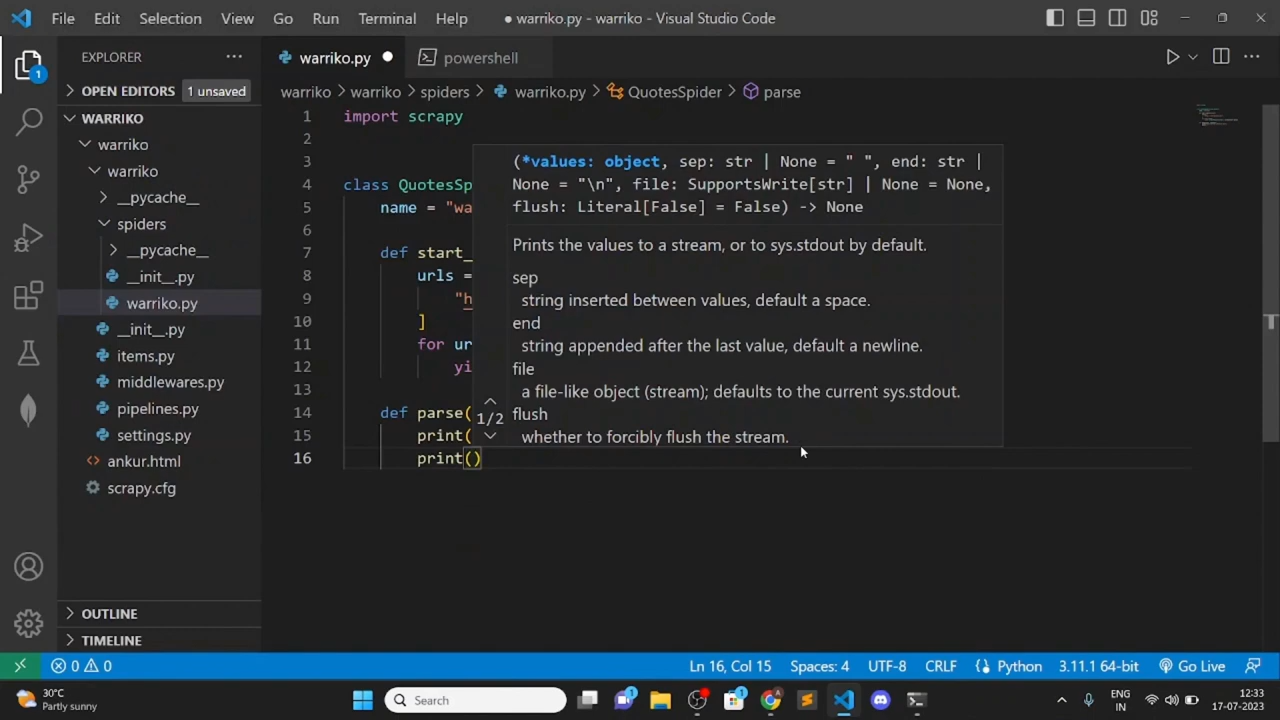 File Edit Selection View Go Run Terminal Help ● warriko.py - warriko - Visual Studio Code
EXPLORER
warriko.py
powershell
OPEN EDITORS 1 unsaved
WARRIKO
warriko
warriko
__pycache__
spiders
__pycache__
__init__.py
warriko.py
__init__.py
items.py
middlewares.py
pipelines.py
settings.py
ankur.html
scrapy.cfg
OUTLINE
TIMELINE
warriko > warriko > spiders > warriko.py > QuotesSpider > parse
1 import scrapy
2
3
4 class QuotesSp
5 name = "wa
6
7 def start_
8 urls =
9 "h
10 ]
11 for ur
12 yi
13
14 def parse(
15 print(
16 print()
(*values: object, sep: str | None = " ", end: str |
None = "\n", file: SupportsWrite[str] | None = None,
flush: Literal[False] = False) -> None
Prints the values to a stream, or to sys.stdout by default.
sep
string inserted between values, default a space.
end
string appended after the last value, default a newline.
file
a file-like object (stream); defaults to the current sys.stdout.
flush
whether to forcibly flush the stream.
1/2
1
0 0 Ln 16, Col 15 Spaces: 4 UTF-8 CRLF Python 3.11.1 64-bit Go Live
30°C
Partly sunny
Search
1
1
ENG
IN
12:33
17-07-2023